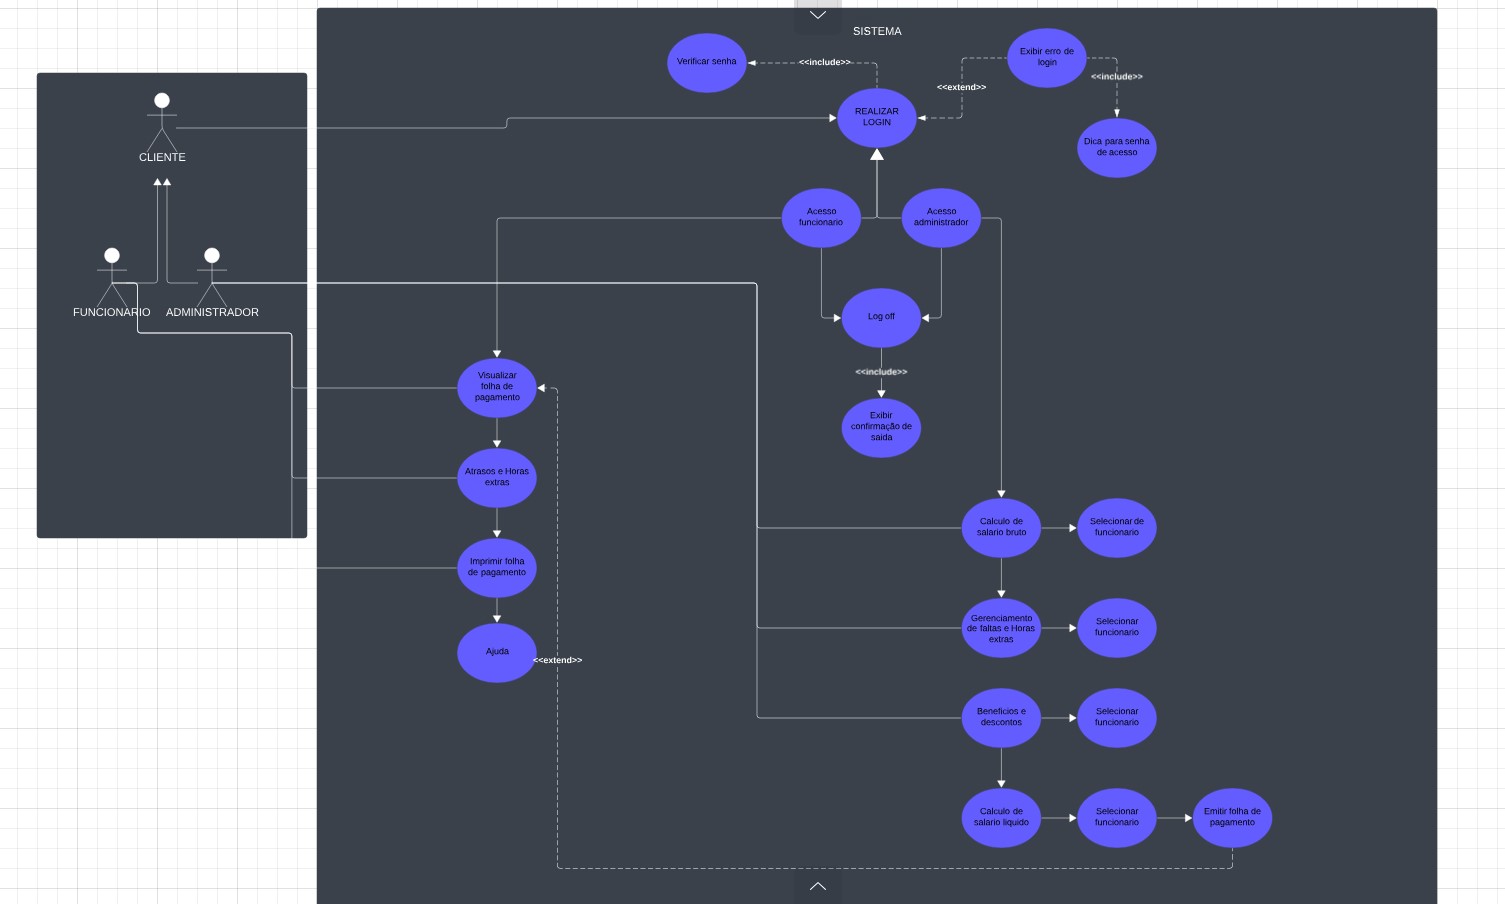 SISTEMA
Verificar senha
<<include>>
Exibir erro de
login
<<include>>
<<extend>>
REALIZAR
LOGIN
Dica para senha
de acesso
CLIENTE
Acesso
funcionario
Acesso
administrador
FUNCIONARIO
ADMINISTRADOR
Log off
<<include>>
Visualizar
folha de
pagamento
Exibir
confirmação de
saida
Atrasos e Horas
extras
Calculo de
salario bruto
Selecionar de
funcionario
Imprimir folha
de pagamento
Gerenciamento
de faltas e Horas
extras
Selecionar
funcionario
Ajuda
<<extend>>
Beneficios e
descontos
Selecionar
funcionario
Calculo de
salario liquido
Selecionar
funcionario
Emitir folha de
pagamento